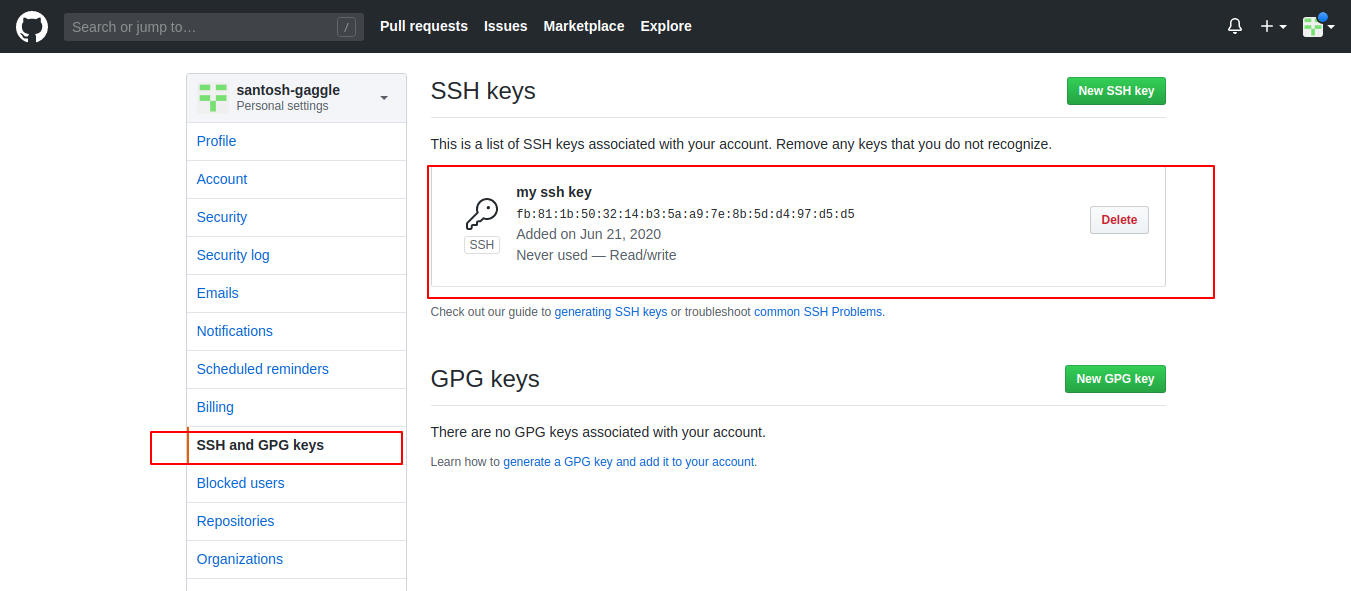 Search or jump to…
/
Pull requests
Issues
Marketplace
Explore
santosh-gaggle
Personal settings
Profile
Account
Security
Security log
Emails
Notifications
Scheduled reminders
Billing
SSH and GPG keys
Blocked users
Repositories
Organizations
SSH keys
New SSH key
This is a list of SSH keys associated with your account. Remove any keys that you do not recognize.
SSH
my ssh key
fb:81:1b:50:32:14:b3:5a:a9:7e:8b:5d:d4:97:d5:d5
Added on Jun 21, 2020
Never used — Read/write
Delete
Check out our guide to generating SSH keys or troubleshoot common SSH Problems.
GPG keys
New GPG key
There are no GPG keys associated with your account.
Learn how to generate a GPG key and add it to your account.